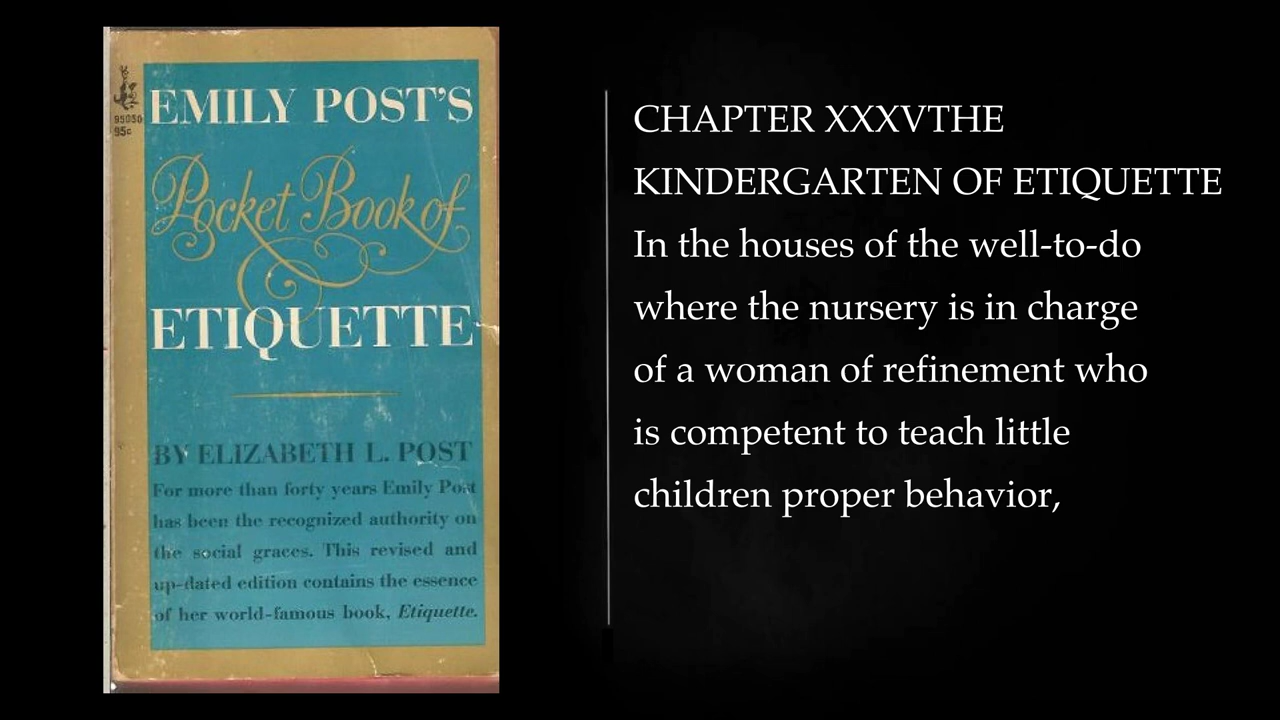 95050
95c
EMILY POST'S
Pocket Book of
ETIQUETTE
BY ELIZABETH L. POST
For more than forty years Emily Post
has been the recognized authority on
the social graces. This revised and
up-dated edition contains the essence
of her world-famous book, Etiquette.
CHAPTER XXXVTHE
KINDERGARTEN OF ETIQUETTE
In the houses of the well-to-do
where the nursery is in charge
of a woman of refinement who
is competent to teach little
children proper behavior,